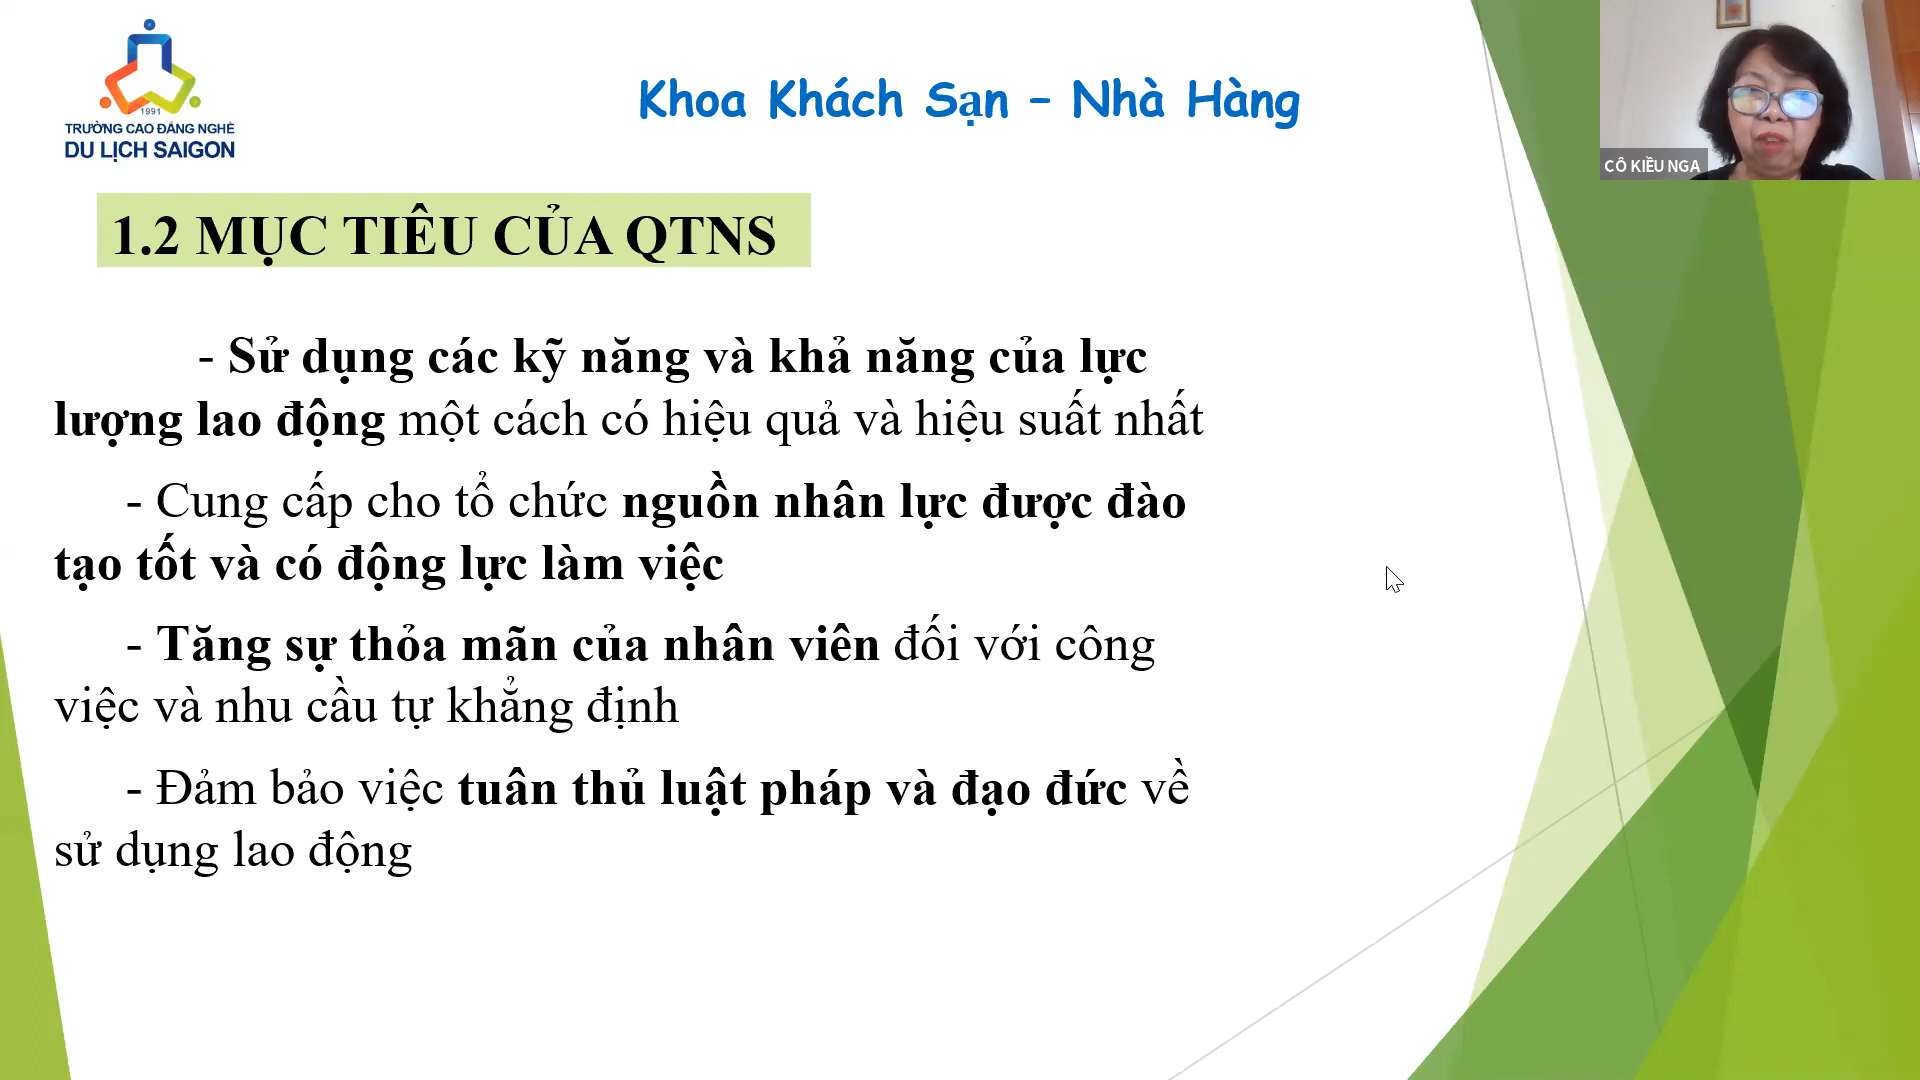 1991
TRƯỜNG CAO ĐẲNG NGHỀ
DU LỊCH SAIGON
Khoa Khách Sạn – Nhà Hàng
CÔ KIỀU NGA
1.2 MỤC TIÊU CỦA QTNS
- Sử dụng các kỹ năng và khả năng của lực
lượng lao động một cách có hiệu quả và hiệu suất nhất
- Cung cấp cho tổ chức nguồn nhân lực được đào
tạo tốt và có động lực làm việc
- Tăng sự thỏa mãn của nhân viên đối với công
việc và nhu cầu tự khẳng định
- Đảm bảo việc tuân thủ luật pháp và đạo đức về
sử dụng lao động